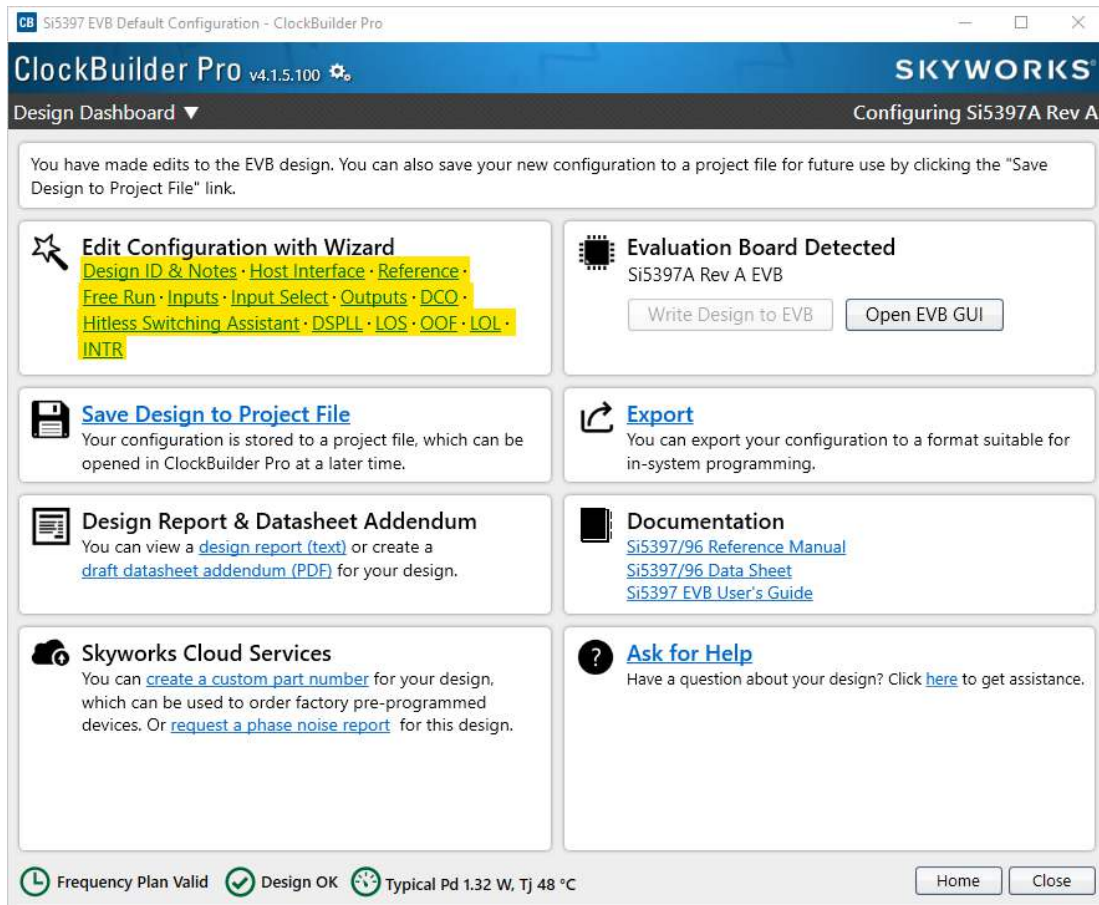 CB Si5397 EVB Default Configuration - ClockBuilder Pro
ClockBuilder Pro v4.1.5.100
SKYWORKS
Design Dashboard ▼
Configuring Si5397A Rev A
You have made edits to the EVB design. You can also save your new configuration to a project file for future use by clicking the "Save
Design to Project File" link.
Edit Configuration with Wizard
Design ID & Notes · Host Interface · Reference ·
Free Run · Inputs · Input Select · Outputs · DCO ·
Hitless Switching Assistant · DSPLL · LOS · OOF · LOL ·
INTR
Evaluation Board Detected
Si5397A Rev A EVB
Write Design to EVB
Open EVB GUI
Save Design to Project File
Your configuration is stored to a project file, which can be
opened in ClockBuilder Pro at a later time.
Export
You can export your configuration to a format suitable for
in-system programming.
Design Report & Datasheet Addendum
You can view a design report (text) or create a
draft datasheet addendum (PDF) for your design.
Documentation
Si5397/96 Reference Manual
Si5397/96 Data Sheet
Si5397 EVB User's Guide
Skyworks Cloud Services
You can create a custom part number for your design,
which can be used to order factory pre-programmed
devices. Or request a phase noise report for this design.
Ask for Help
Have a question about your design? Click here to get assistance.
Frequency Plan Valid
Design OK
Typical Pd 1.32 W, Tj 48 °C
Home
Close